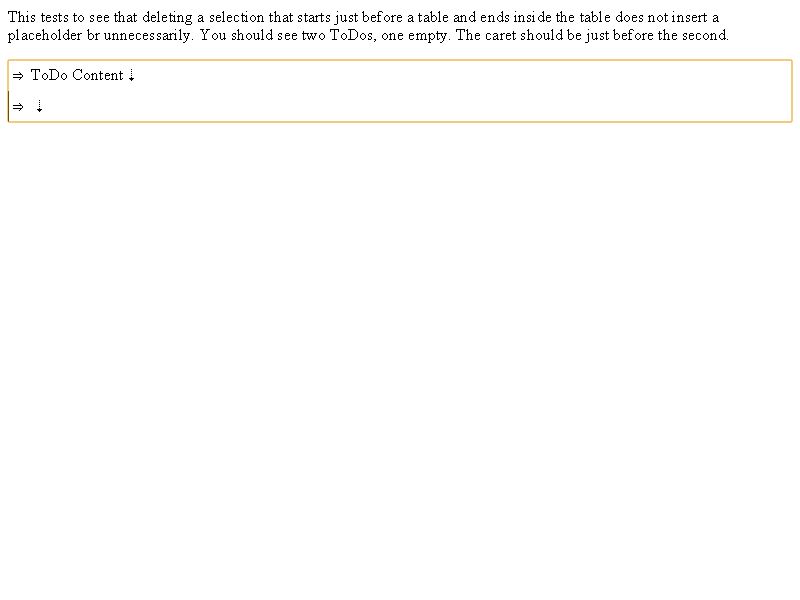 This tests to see that deleting a selection that starts just before a table and ends inside the table does not insert a
placeholder br unnecessarily. You should see two ToDos, one empty. The caret should be just before the second.
⇒ ToDo Content ⇣
⇒ ⇣